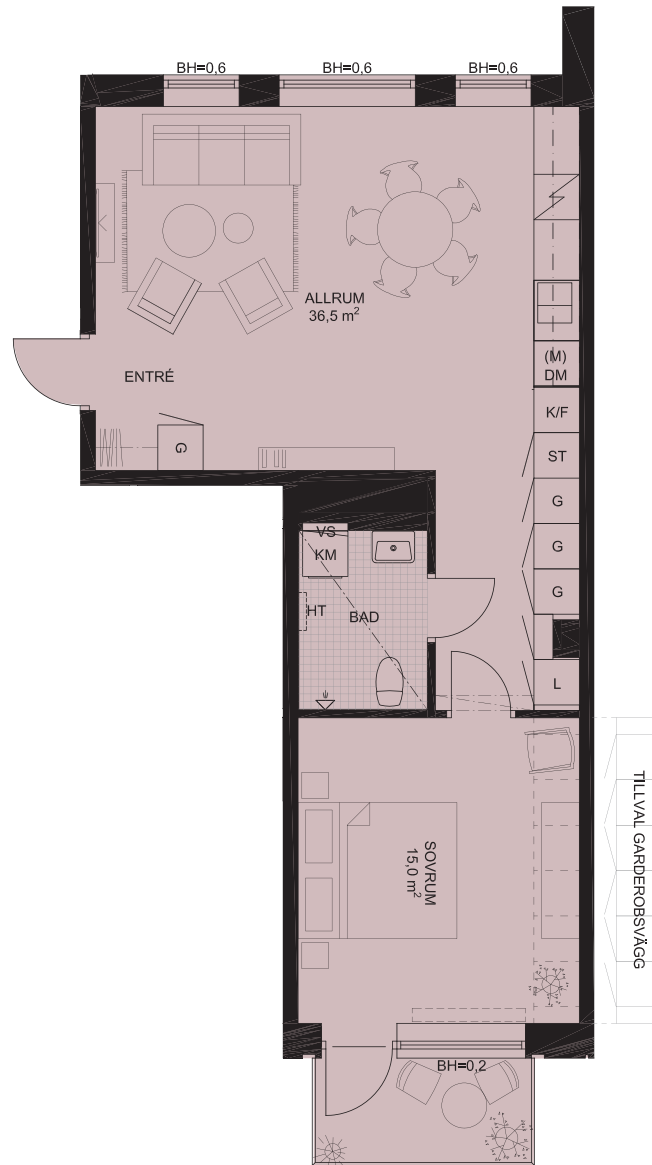 BH=0,6
BH=0,6
BH=0,6
ALLRUM
36,5 m²
ENTRÉ
(M)
DM
K/F
G
ST
G
G
G
VS
KM
HT
BAD
L
SOVRUM
15,0 m²
TILLVAL GARDEROBSVÄGG
BH=0,2